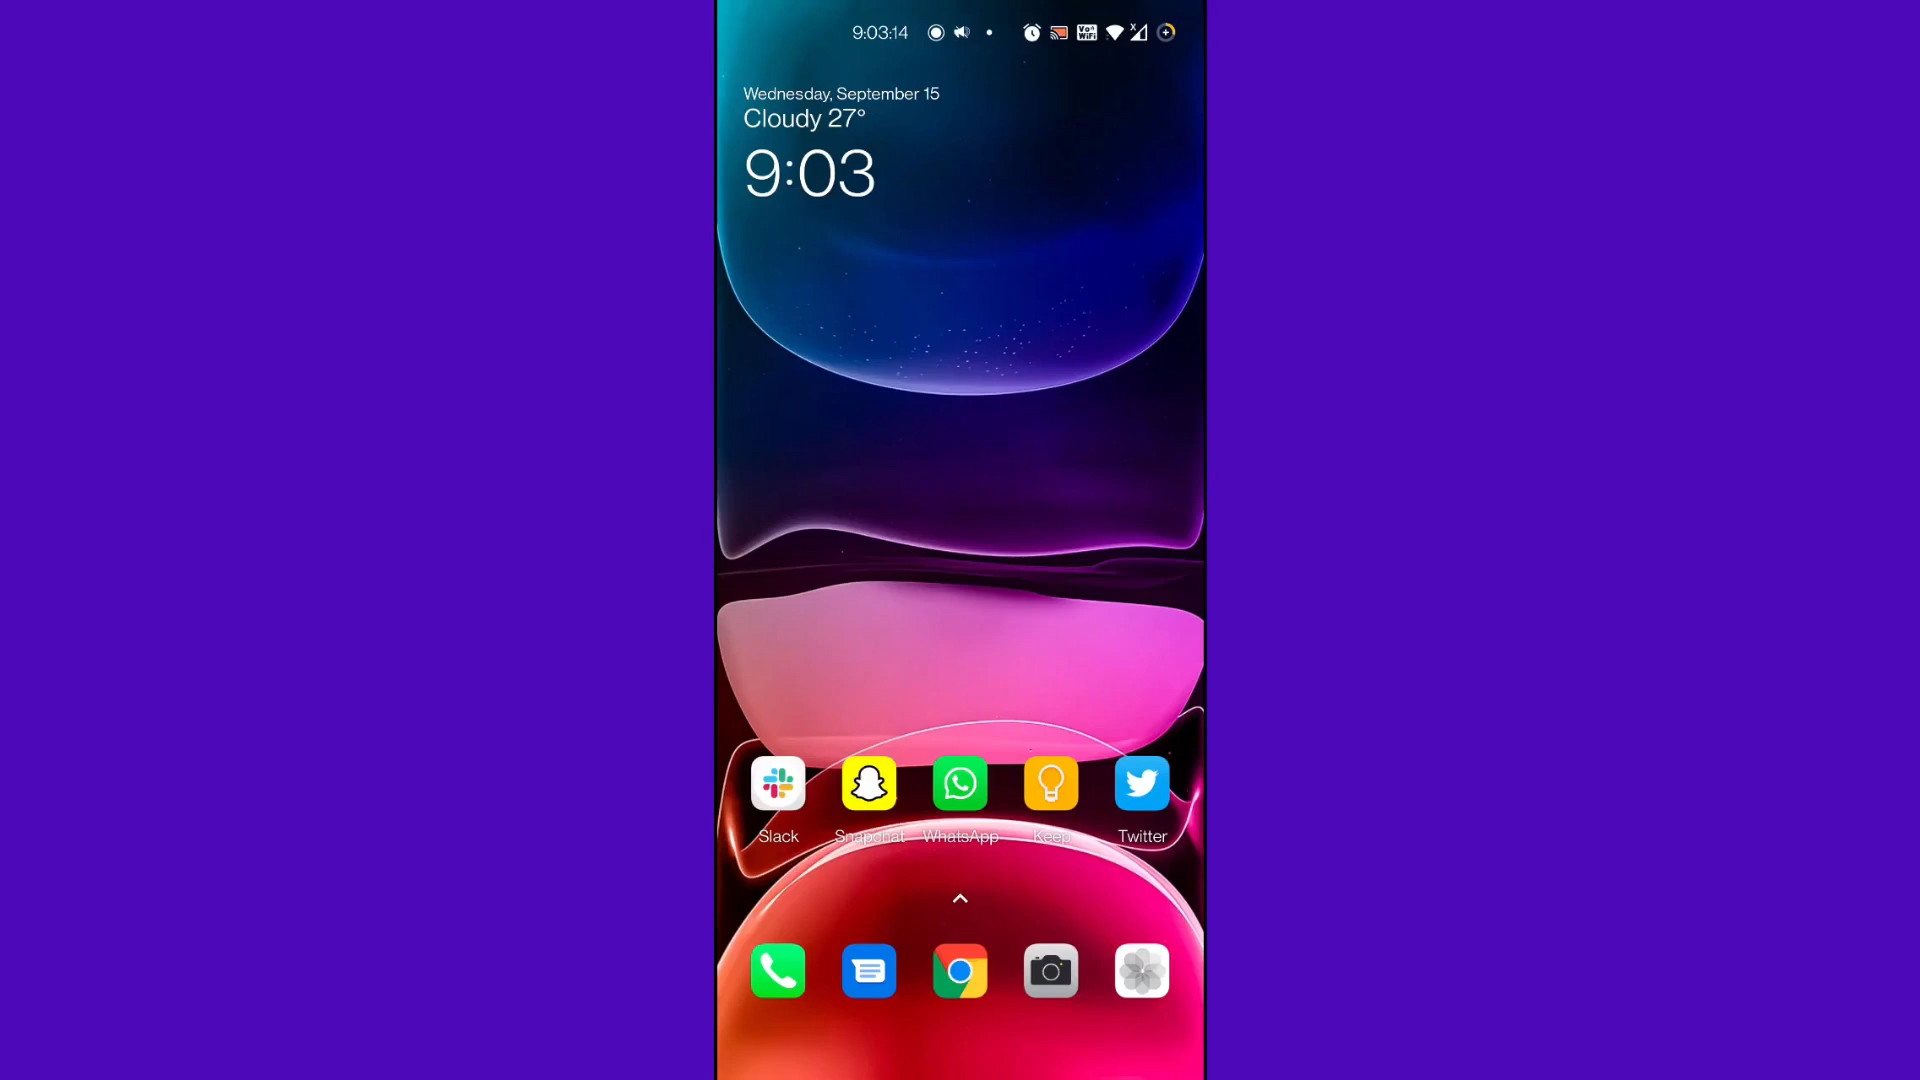 9:03:14
Wednesday, September 15
Cloudy 27°
9:03
Slack Snapchat WhatsApp Keep Twitter